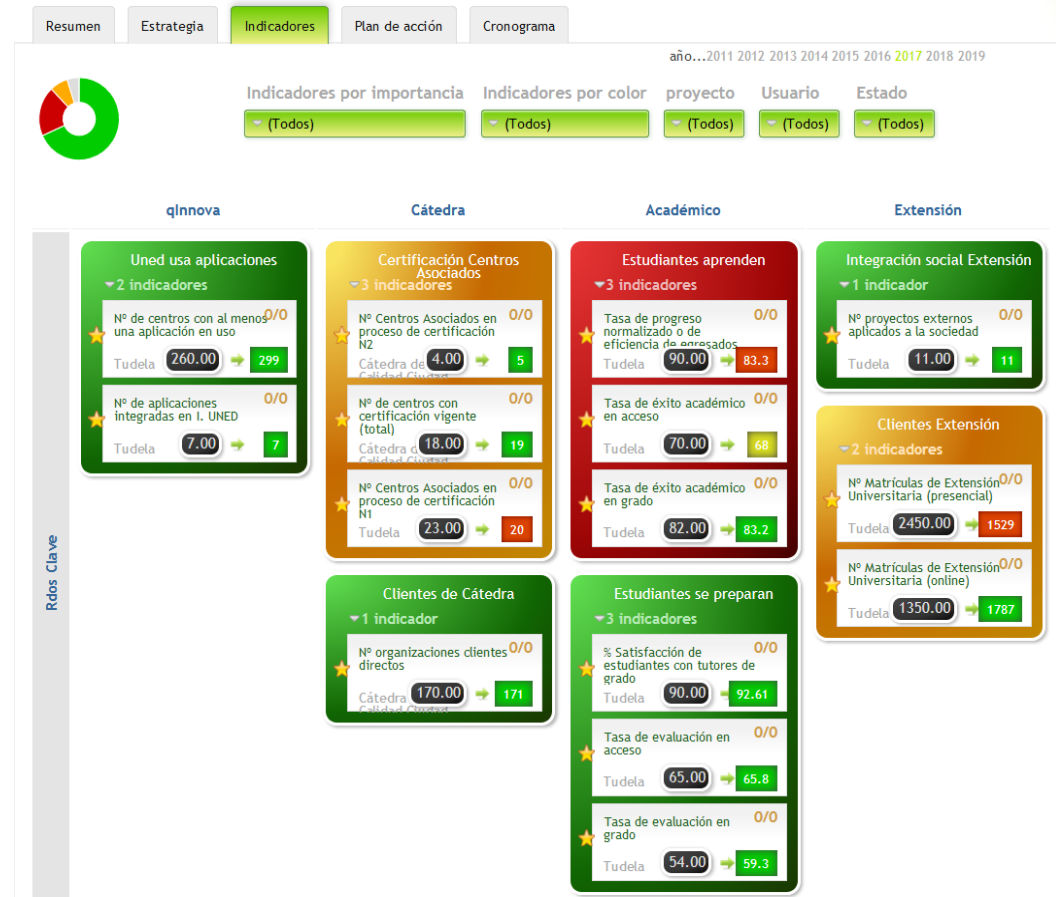 Resumen
Estrategia
Indicadores
Plan de acción
Cronograma
año...2011 2012 2013 2014 2015 2016 2017 2018 2019
Indicadores por importancia
Indicadores por color
proyecto
Usuario
Estado
(Todos)
(Todos)
(Todos)
(Todos)
(Todos)
qInnova
Cátedra
Académico
Extensión
Rdos Clave
Uned usa aplicaciones
2 indicadores
Nº de centros con al menos
una aplicación en uso
0/0
Tudela
260.00
299
Nº de aplicaciones
integradas en I. UNED
0/0
Tudela
7.00
7
Certificación Centros
Asociados
3 indicadores
Nº Centros Asociados en
proceso de certificación
N2
0/0
Cátedra de
Calidad Ciudad
4.00
5
Nº de centros con
certificación vigente
(total)
0/0
Cátedra d
Calidad Ciudad
18.00
19
Nº Centros Asociados en
proceso de certificación
N1
0/0
Tudela
23.00
20
Clientes de Cátedra
1 indicador
Nº organizaciones clientes
directos
0/0
Cátedra
Calidad Ciudad
170.00
171
Estudiantes aprenden
3 indicadores
Tasa de progreso
normalizado o de
eficiencia de egresados
0/0
Tudela
90.00
83.3
Tasa de éxito académico
en acceso
0/0
Tudela
70.00
68
Tasa de éxito académico
en grado
0/0
Tudela
82.00
83.2
Estudiantes se preparan
3 indicadores
% Satisfacción de
estudiantes con tutores de
grado
0/0
Tudela
90.00
92.61
Tasa de evaluación en
acceso
0/0
Tudela
65.00
65.8
Tasa de evaluación en
grado
0/0
Tudela
54.00
59.3
Integración social Extensión
1 indicador
Nº proyectos externos
aplicados a la sociedad
0/0
Tudela
11.00
11
Clientes Extensión
2 indicadores
Nº Matrículas de Extensión
Universitaria (presencial)
0/0
Tudela
2450.00
1529
Nº Matrículas de Extensión
Universitaria (online)
0/0
Tudela
1350.00
1787